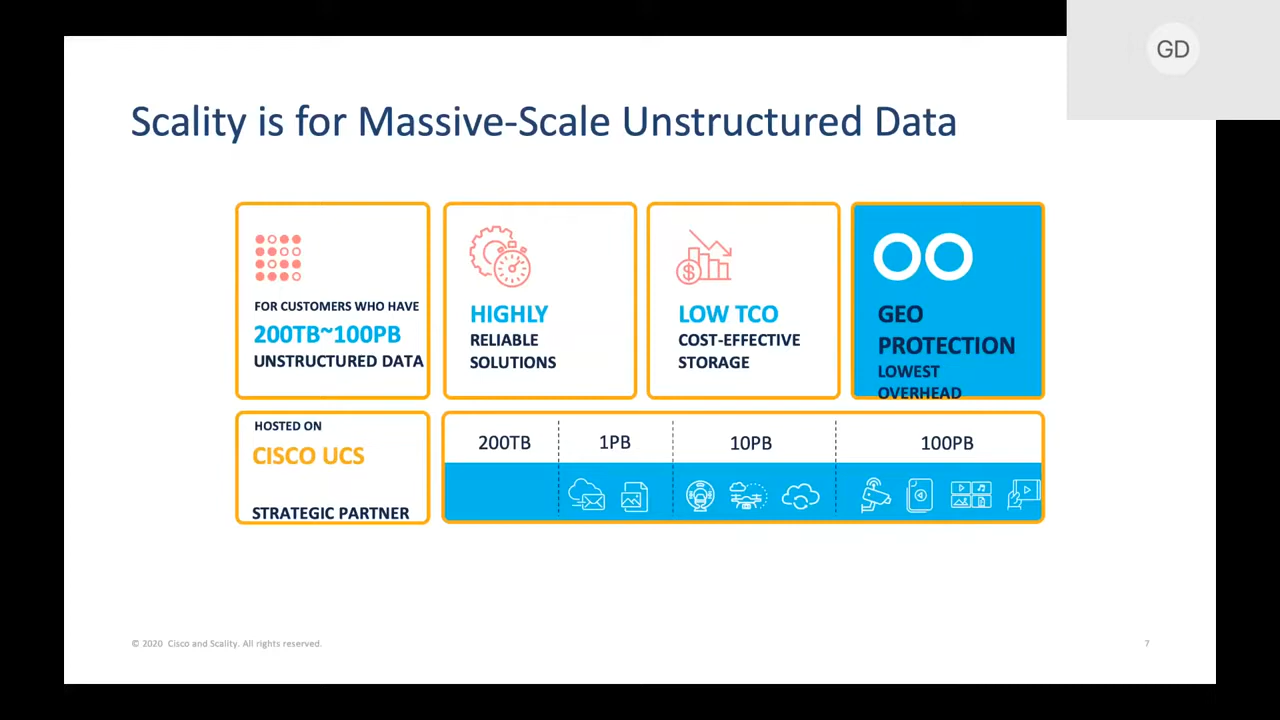 GD
Scality is for Massive-Scale Unstructured Data
FOR CUSTOMERS WHO HAVE
200TB~100PB
UNSTRUCTURED DATA
HIGHLY
RELIABLE
SOLUTIONS
LOW TCO
COST-EFFECTIVE
STORAGE
GEO
PROTECTION
LOWEST
OVERHEAD
HOSTED ON
CISCO UCS
STRATEGIC PARTNER
200TB
1PB
10PB
100PB
© 2020 Cisco and Scality. All rights reserved.
7